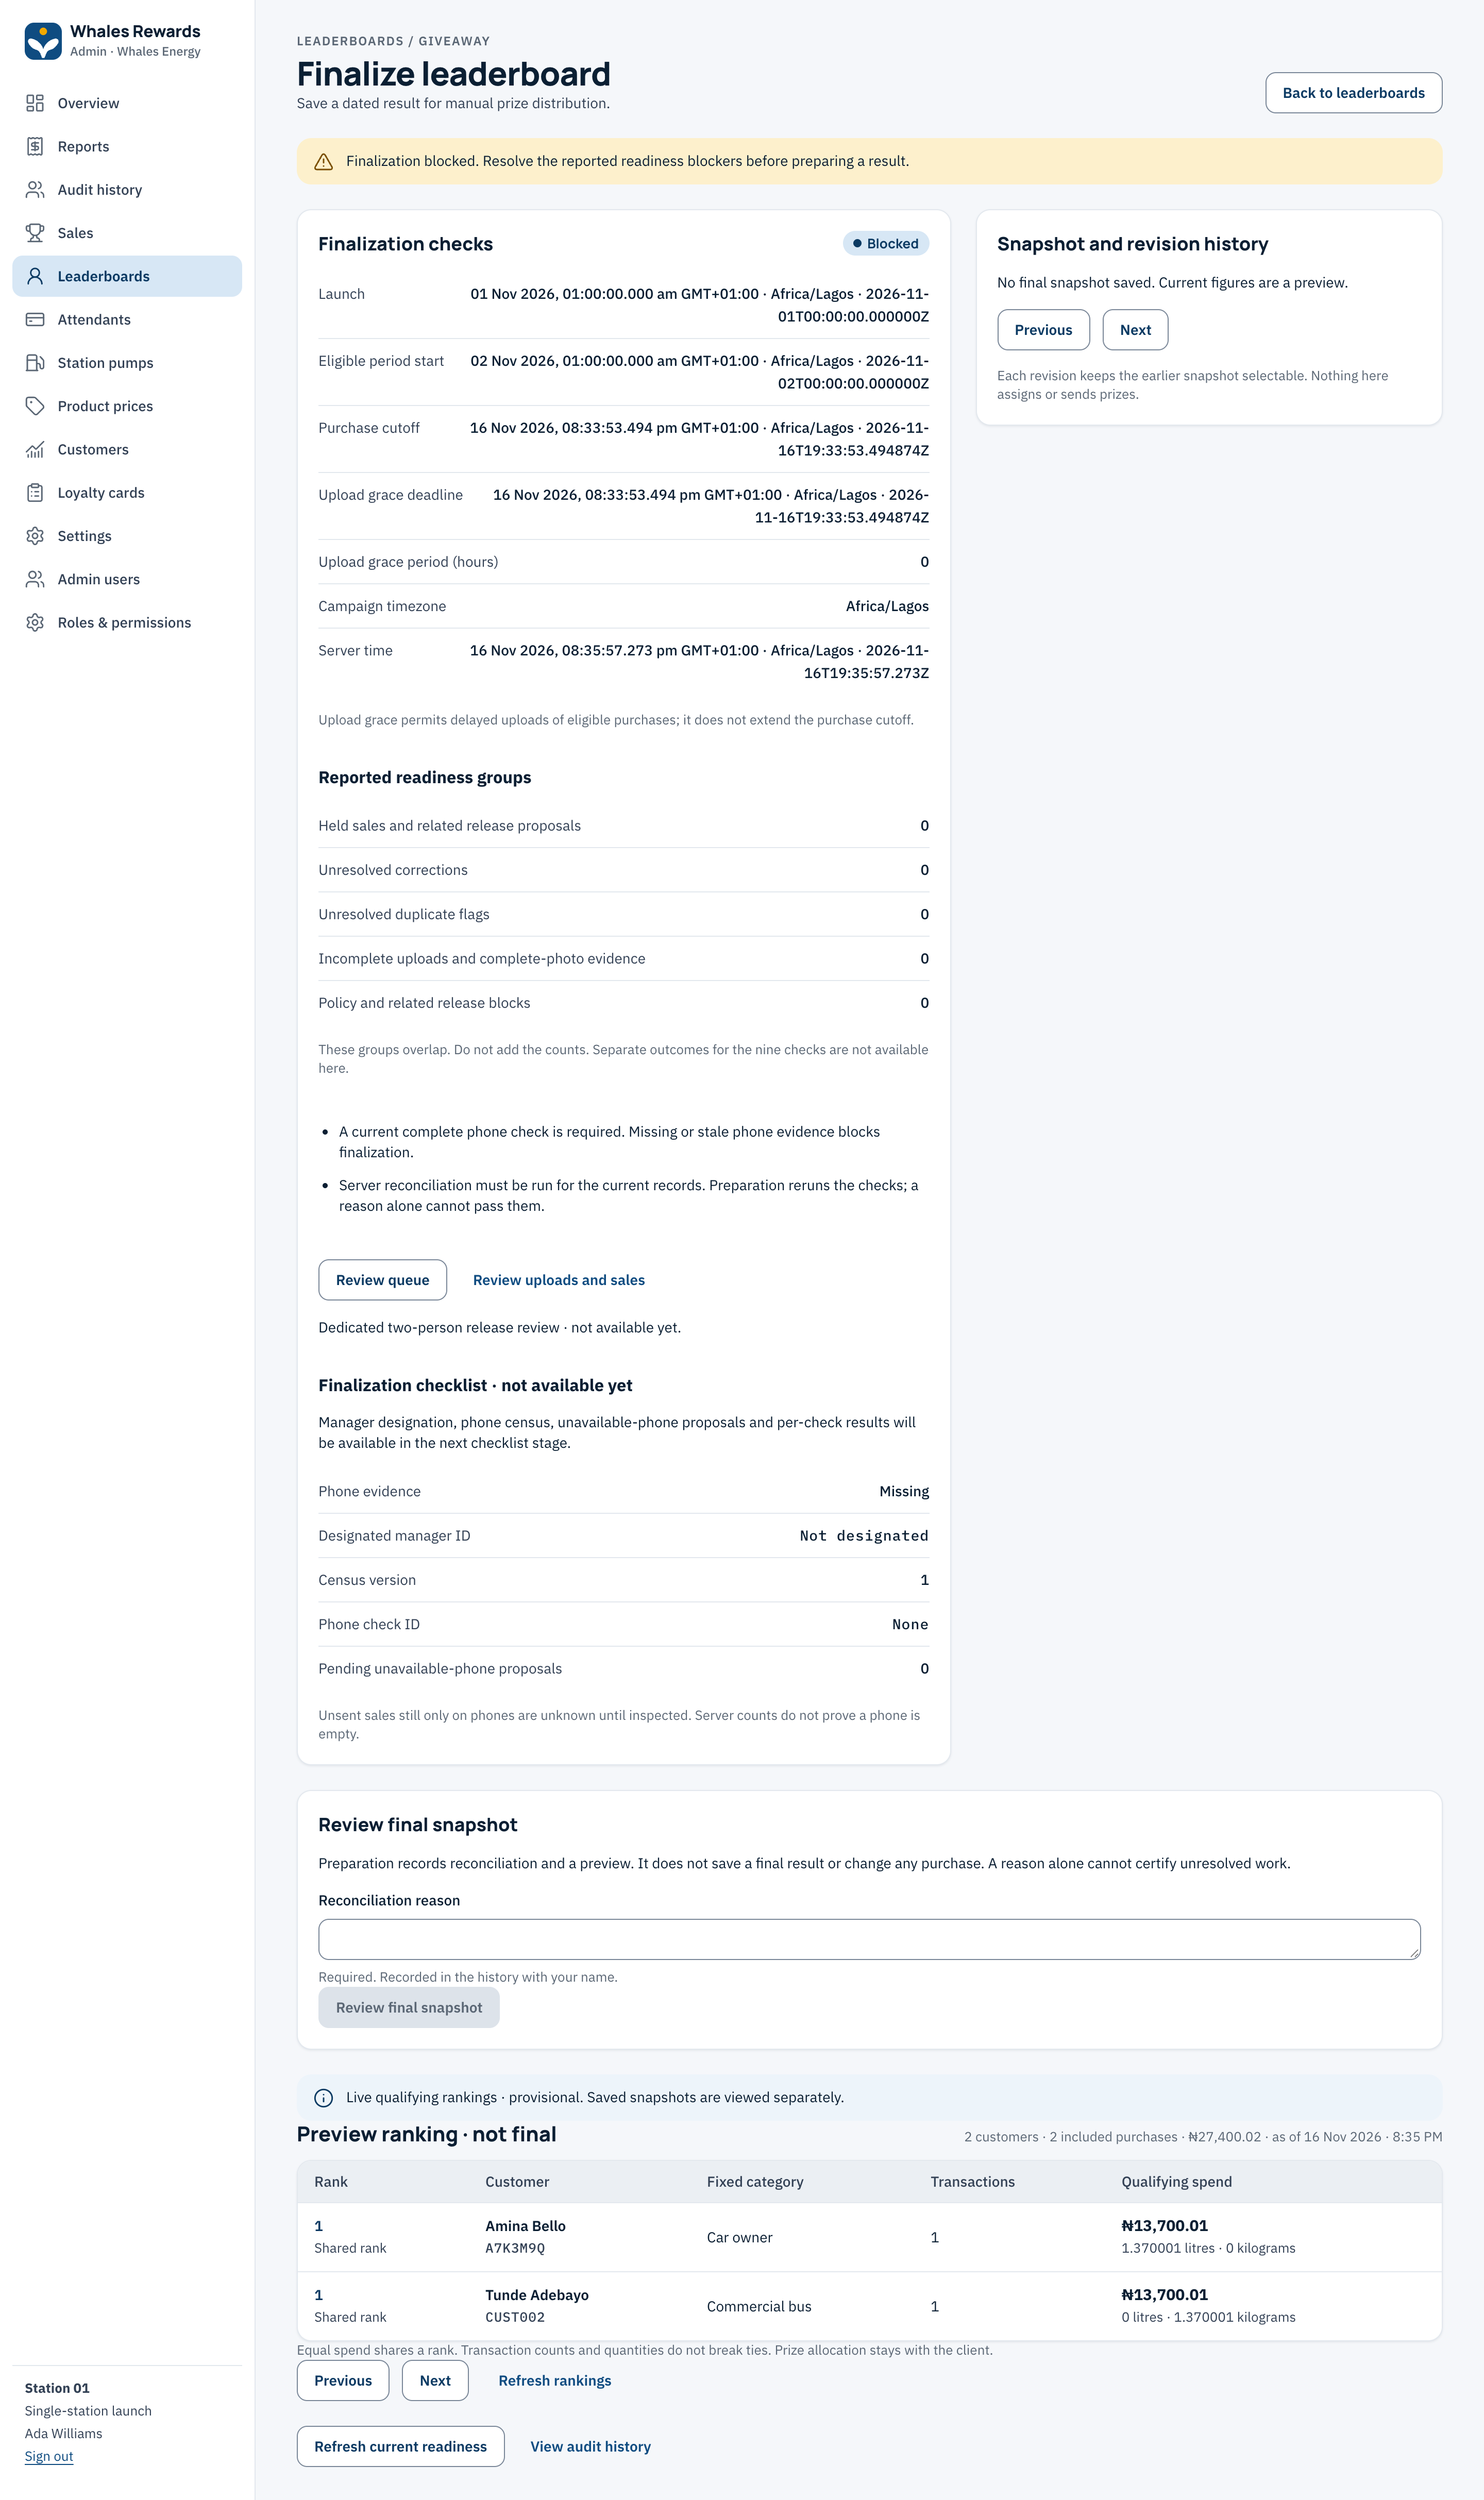 Whales Rewards
Admin · Whales Energy
Overview
Reports
Audit history
Sales
Leaderboards
Attendants
Station pumps
Product prices
Customers
Loyalty cards
Settings
Admin users
Roles & permissions
Station 01
Single-station launch
Ada Williams
Sign out
LEADERBOARDS / GIVEAWAY
Finalize leaderboard
Save a dated result for manual prize distribution.
Back to leaderboards
Finalization blocked. Resolve the reported readiness blockers before preparing a result.
Finalization checks
Blocked
Launch
01 Nov 2026, 01:00:00.000 am GMT+01:00 · Africa/Lagos · 2026-11-
01T00:00:00.000000Z
Eligible period start
02 Nov 2026, 01:00:00.000 am GMT+01:00 · Africa/Lagos · 2026-11-
02T00:00:00.000000Z
Purchase cutoff
16 Nov 2026, 08:33:53.494 pm GMT+01:00 · Africa/Lagos · 2026-11-
16T19:33:53.494874Z
Upload grace deadline
16 Nov 2026, 08:33:53.494 pm GMT+01:00 · Africa/Lagos · 2026-
11-16T19:33:53.494874Z
Upload grace period (hours)
0
Campaign timezone
Africa/Lagos
Server time
16 Nov 2026, 08:35:57.273 pm GMT+01:00 · Africa/Lagos · 2026-11-
16T19:35:57.273Z
Upload grace permits delayed uploads of eligible purchases; it does not extend the purchase cutoff.
Reported readiness groups
Held sales and related release proposals
0
Unresolved corrections
0
Unresolved duplicate flags
0
Incomplete uploads and complete-photo evidence
0
Policy and related release blocks
0
These groups overlap. Do not add the counts. Separate outcomes for the nine checks are not available
here.
• A current complete phone check is required. Missing or stale phone evidence blocks
finalization.
• Server reconciliation must be run for the current records. Preparation reruns the checks; a
reason alone cannot pass them.
Review queue
Review uploads and sales
Dedicated two-person release review · not available yet.
Finalization checklist · not available yet
Manager designation, phone census, unavailable-phone proposals and per-check results will
be available in the next checklist stage.
Phone evidence
Missing
Designated manager ID
Not designated
Census version
1
Phone check ID
None
Pending unavailable-phone proposals
0
Unsent sales still only on phones are unknown until inspected. Server counts do not prove a phone is
empty.
Snapshot and revision history
No final snapshot saved. Current figures are a preview.
Previous
Next
Each revision keeps the earlier snapshot selectable. Nothing here
assigns or sends prizes.
Review final snapshot
Preparation records reconciliation and a preview. It does not save a final result or change any purchase. A reason alone cannot certify unresolved work.
Reconciliation reason
Required. Recorded in the history with your name.
Review final snapshot
Live qualifying rankings · provisional. Saved snapshots are viewed separately.
Preview ranking · not final
2 customers · 2 included purchases · ₦27,400.02 · as of 16 Nov 2026 · 8:35 PM
Rank Customer Fixed category Transactions Qualifying spend
1 Amina Bello Car owner 1 ₦13,700.01
Shared rank A7K3M9Q 1.370001 litres · 0 kilograms
1 Tunde Adebayo Commercial bus 1 ₦13,700.01
Shared rank CUST002 0 litres · 1.370001 kilograms
Equal spend shares a rank. Transaction counts and quantities do not break ties. Prize allocation stays with the client.
Previous
Next
Refresh rankings
Refresh current readiness
View audit history